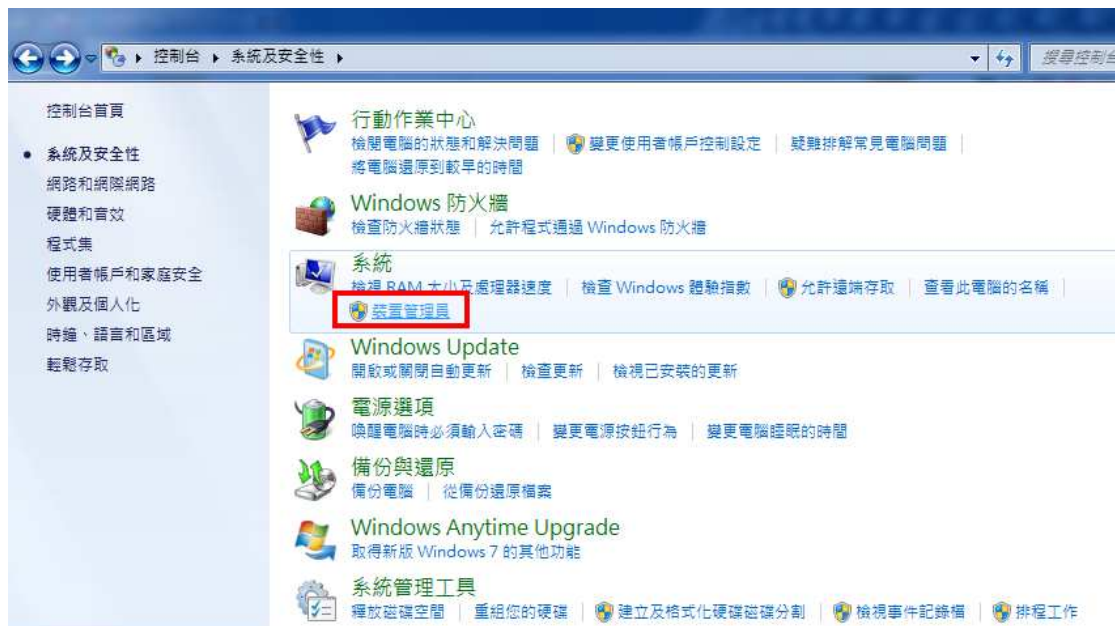 控制台 ▸ 系統及安全性 ▸
搜尋控制台
控制台首頁
系統及安全性
網路和網際網路
硬體和音效
程式集
使用者帳戶和家庭安全
外觀及個人化
時鐘、語言和區域
輕鬆存取
行動作業中心
檢閱電腦的狀態和解決問題 | 變更使用者帳戶控制設定 | 疑難排解常見電腦問題 |
將電腦還原到較早的時間
Windows 防火牆
檢查防火牆狀態 | 允許程式通過 Windows 防火牆
系統
檢視 RAM 大小及處理器速度 | 檢查 Windows 體驗指數 | 允許遠端存取 | 查看此電腦的名稱 |
裝置管理員
Windows Update
開啟或關閉自動更新 | 檢查更新 | 檢視已安裝的更新
電源選項
喚醒電腦時必須輸入密碼 | 變更電源按鈕行為 | 變更電腦睡眠的時間
備份與還原
備份電腦 | 從備份還原檔案
Windows Anytime Upgrade
取得新版 Windows 7 的其他功能
系統管理工具
釋放磁碟空間 | 重組您的硬碟 | 建立及格式化硬碟磁碟分割 | 檢視事件記錄檔 | 排程工作